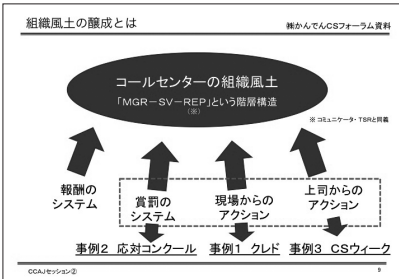 組織風土の醸成とは
㈱かんでんCSフォーラム資料
コールセンターの組織風土
「MGR－SV－REP」という階層構造
(※)
※ コミュニケータ・TSRと同義
報酬の
システム
賞罰の
システム
現場からの
アクション
上司からの
アクション
事例2 応対コンクール
事例1 クレド
事例3 CSウィーク
CCAJセッション②
9